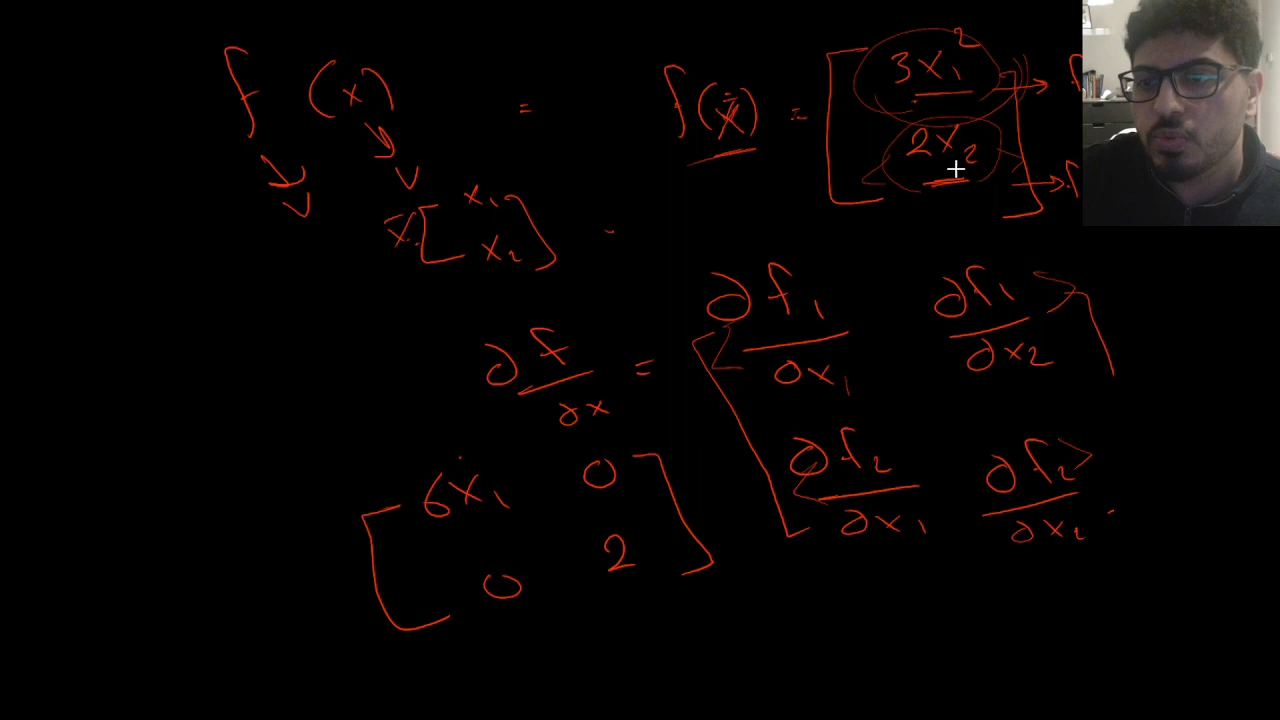 f (x) = f(x̄) = [ 3x₁² → f
2x₂ ] → f
x̄ [ x₁
x₂ ]
∂f/∂x = [ ∂f₁/∂x₁ ∂f₁/∂x₂
∂f₂/∂x₁ ∂f₂/∂x₂
[ 6x₁ 0
0 2 ]